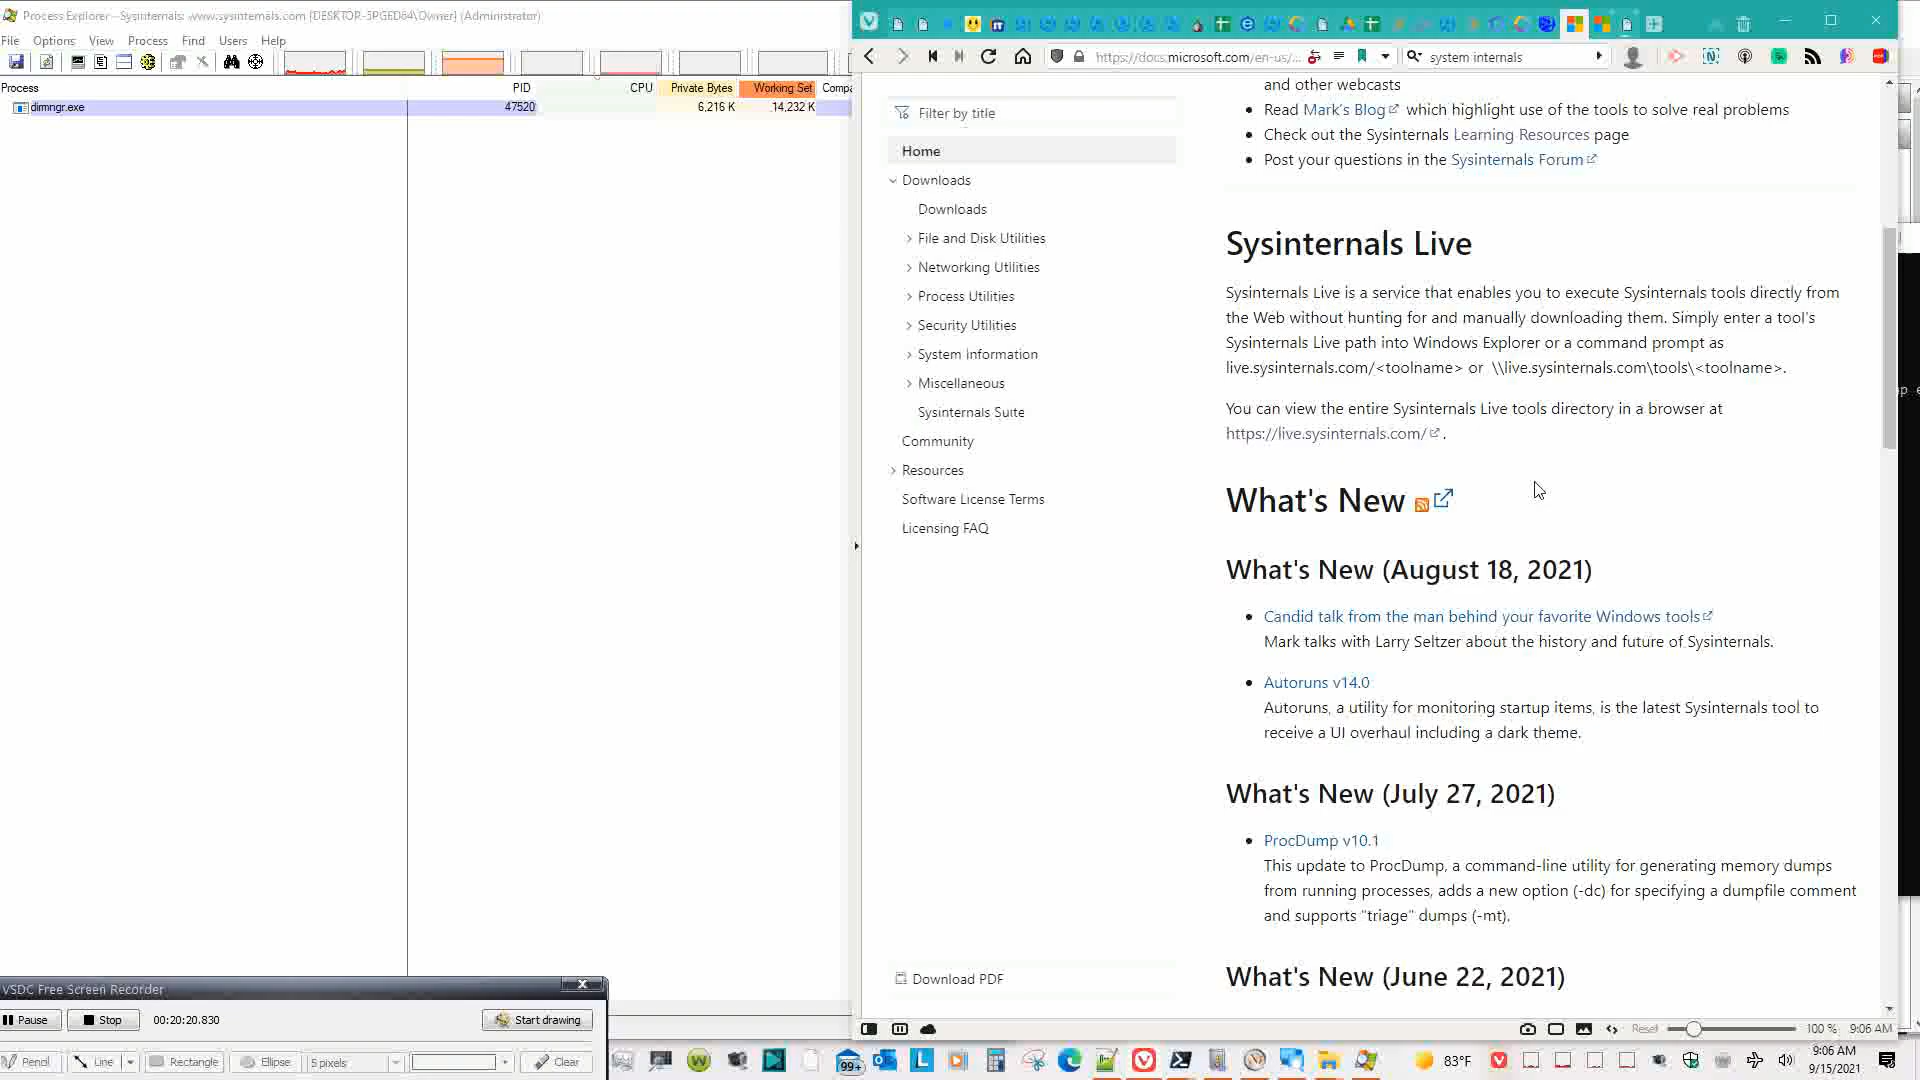 Process Explorer - Sysinternals: www.sysinternals.com [DESKTOP-5PGED64\Owner] (Administrator)
File Options View Process Find Users Help
Process PID CPU Private Bytes Working Set Compa
dirmngr.exe 47520 6,216 K 14,232 K
https://docs.microsoft.com/en-us/... system internals
Filter by title
Home
Downloads
Downloads
File and Disk Utilities
Networking Utilities
Process Utilities
Security Utilities
System Information
Miscellaneous
Sysinternals Suite
Community
Resources
Software License Terms
Licensing FAQ
Download PDF
and other webcasts
Read Mark's Blog which highlight use of the tools to solve real problems
Check out the Sysinternals Learning Resources page
Post your questions in the Sysinternals Forum
Sysinternals Live
Sysinternals Live is a service that enables you to execute Sysinternals tools directly from
the Web without hunting for and manually downloading them. Simply enter a tool's
Sysinternals Live path into Windows Explorer or a command prompt as
live.sysinternals.com/<toolname> or \\live.sysinternals.com\tools\<toolname>.
You can view the entire Sysinternals Live tools directory in a browser at
https://live.sysinternals.com/ .
What's New
What's New (August 18, 2021)
Candid talk from the man behind your favorite Windows tools
Mark talks with Larry Seltzer about the history and future of Sysinternals.
Autoruns v14.0
Autoruns, a utility for monitoring startup items, is the latest Sysinternals tool to
receive a UI overhaul including a dark theme.
What's New (July 27, 2021)
ProcDump v10.1
This update to ProcDump, a command-line utility for generating memory dumps
from running processes, adds a new option (-dc) for specifying a dumpfile comment
and supports "triage" dumps (-mt).
What's New (June 22, 2021)
Reset 100 % 9:06 AM
VSDC Free Screen Recorder
Pause Stop 00:20:20.830 Start drawing
Pencil Line Rectangle Ellipse 5 pixels Clear
99+ 83°F 9:06 AM
9/15/2021